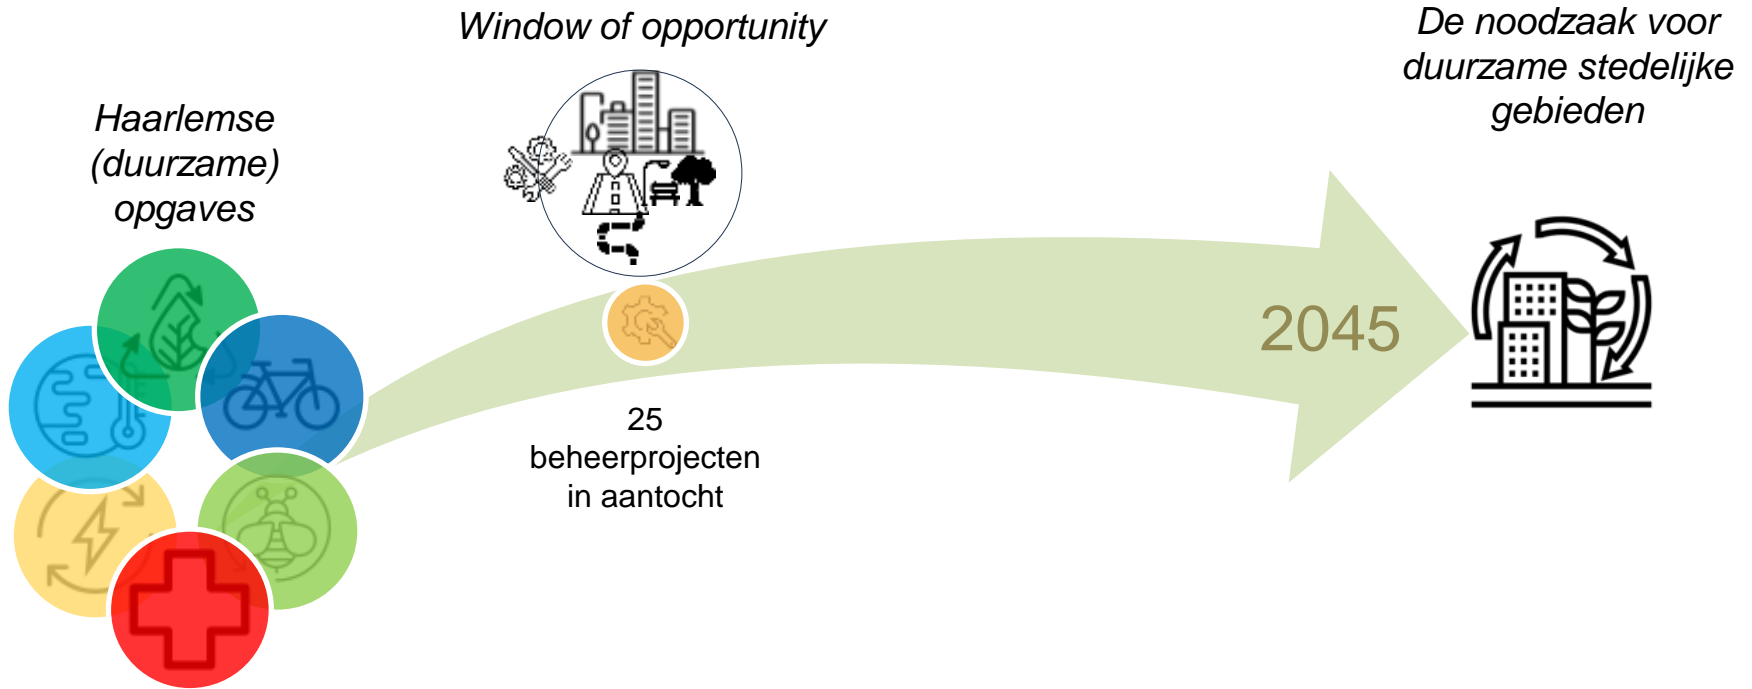 Haarlemse
(duurzame)
opgaves
Window of opportunity
25
beheerprojecten
in aantocht
2045
De noodzaak voor
duurzame stedelijke
gebieden